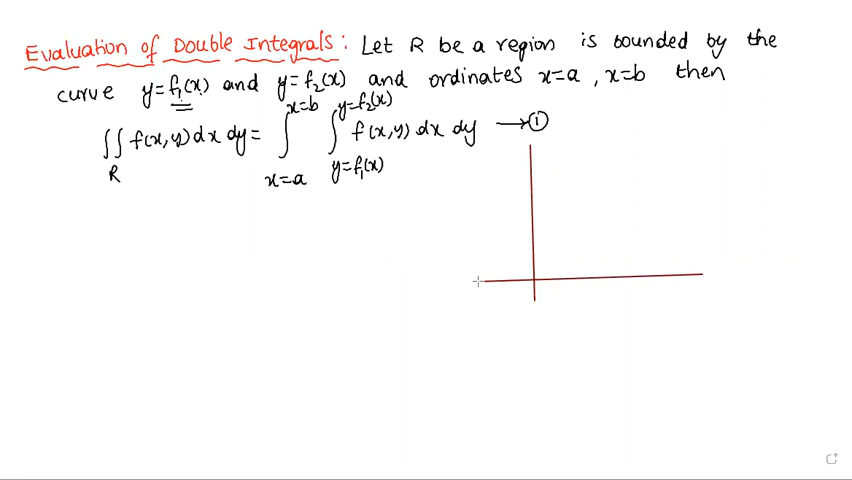 Evaluation of Double Integrals: Let R be a region is bounded by the
curve y=f₁(x) and y=f₂(x) and ordinates x=a, x=b then
∬_R f(x,y) dx dy = ∫_{x=a}^{x=b} ∫_{y=f₁(x)}^{y=f₂(x)} f(x,y) dx dy → ①